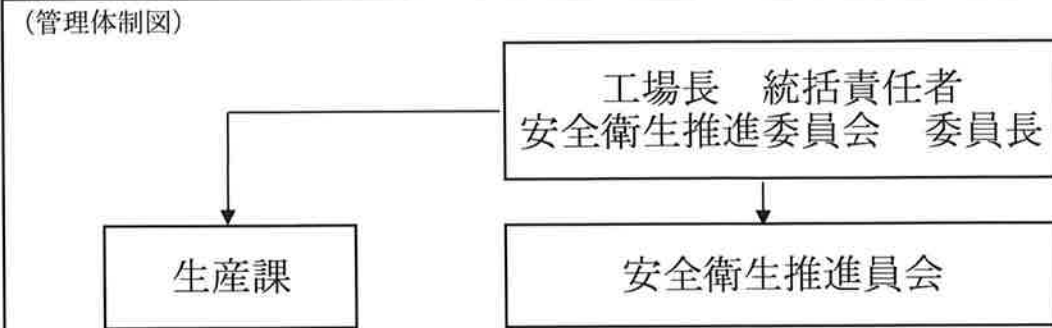 (管理体制図)
工場長　統括責任者
安全衛生推進委員会　委員長
生産課
安全衛生推進員会